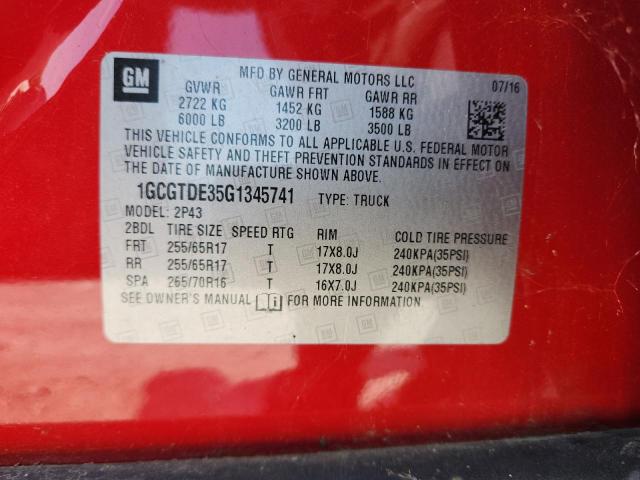 GM
MFD BY GENERAL MOTORS LLC 07/16
GVWR GAWR FRT GAWR RR
2722 KG 1452 KG 1588 KG
6000 LB 3200 LB 3500 LB
THIS VEHICLE CONFORMS TO ALL APPLICABLE U.S. FEDERAL MOTOR
VEHICLE SAFETY AND THEFT PREVENTION STANDARDS IN EFFECT ON
THE DATE OF MANUFACTURE SHOWN ABOVE.
1GCGTDE35G1345741 TYPE: TRUCK
MODEL: 2P43
2BDL TIRE SIZE SPEED RTG RIM COLD TIRE PRESSURE
FRT 255/65R17 T 17X8.0J 240KPA(35PSI)
RR 255/65R17 T 17X8.0J 240KPA(35PSI)
SPA 265/70R16 T 16X7.0J 240KPA(35PSI)
SEE OWNER'S MANUAL i FOR MORE INFORMATION